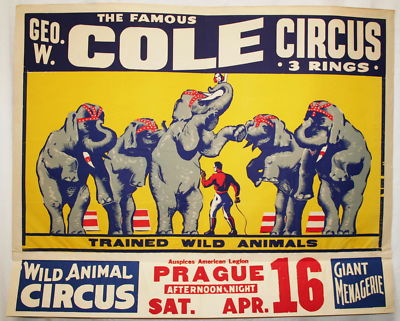 THE FAMOUS
GEO. W. COLE CIRCUS
· 3 RINGS ·
TRAINED WILD ANIMALS
Auspices American Legion
WILD ANIMAL CIRCUS
PRAGUE
AFTERNOON & NIGHT
SAT. APR. 16
GIANT MENAGERIE